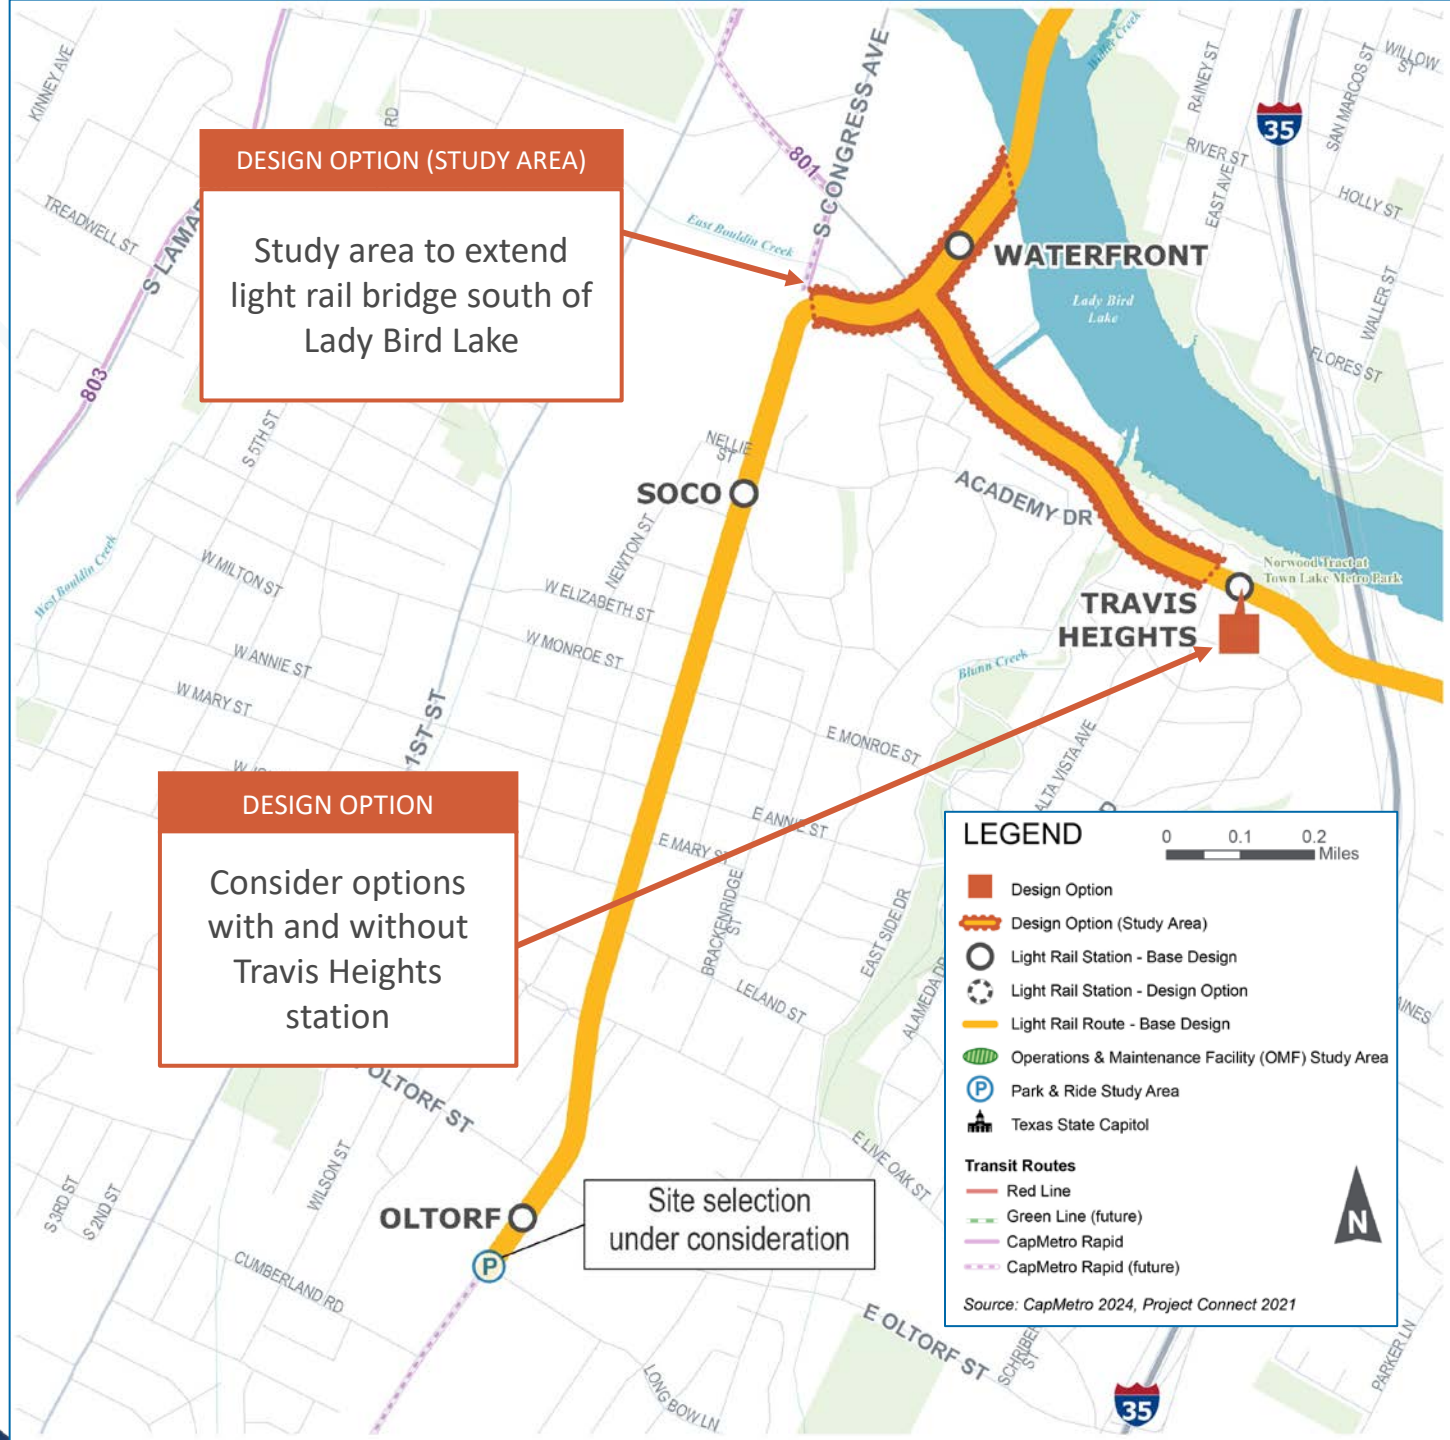 KINNEY AVE
RD
S CONGRESS AVE
Waller Creek
RAINEY ST
SAN MARCOS ST
WILLOW ST
35
RIVER ST
EAST AVE
HOLLY ST
TREADWELL ST
S LAMAR
803
801
East Bouldin Creek
DESIGN OPTION (STUDY AREA)
Study area to extend
light rail bridge south of
Lady Bird Lake
WATERFRONT
Lady Bird
Lake
WALLER ST
FLORES ST
S 5TH ST
NELLIE
ST
SOCO
ACADEMY DR
NEWTON ST
West Bouldin Creek
W MILTON ST
W ELIZABETH ST
W MONROE ST
W ANNIE ST
W MARY ST
1ST ST
Norwood Tract at
Town Lake Metro Park
TRAVIS
HEIGHTS
Blunn Creek
E MONROE ST
ALTA VISTA AVE
E ANNIE ST
E MARY ST
BRACKENRIDGE
ST
EAST SIDE DR
ALAMEDA DR
LELAND ST
DESIGN OPTION
Consider options
with and without
Travis Heights
station
OLTORF ST
WILSON ST
S 3RD ST
S 2ND ST
CUMBERLAND RD
OLTORF
P
Site selection
under consideration
E LIVE OAK ST
E OLTORF ST
LONG BOW LN
SCHRIBER
ST
PARKER LN
35
LEGEND
0 0.1 0.2
Miles
Design Option
Design Option (Study Area)
Light Rail Station - Base Design
Light Rail Station - Design Option
Light Rail Route - Base Design
Operations & Maintenance Facility (OMF) Study Area
P Park & Ride Study Area
Texas State Capitol
Transit Routes
Red Line
Green Line (future)
CapMetro Rapid
CapMetro Rapid (future)
N
Source: CapMetro 2024, Project Connect 2021